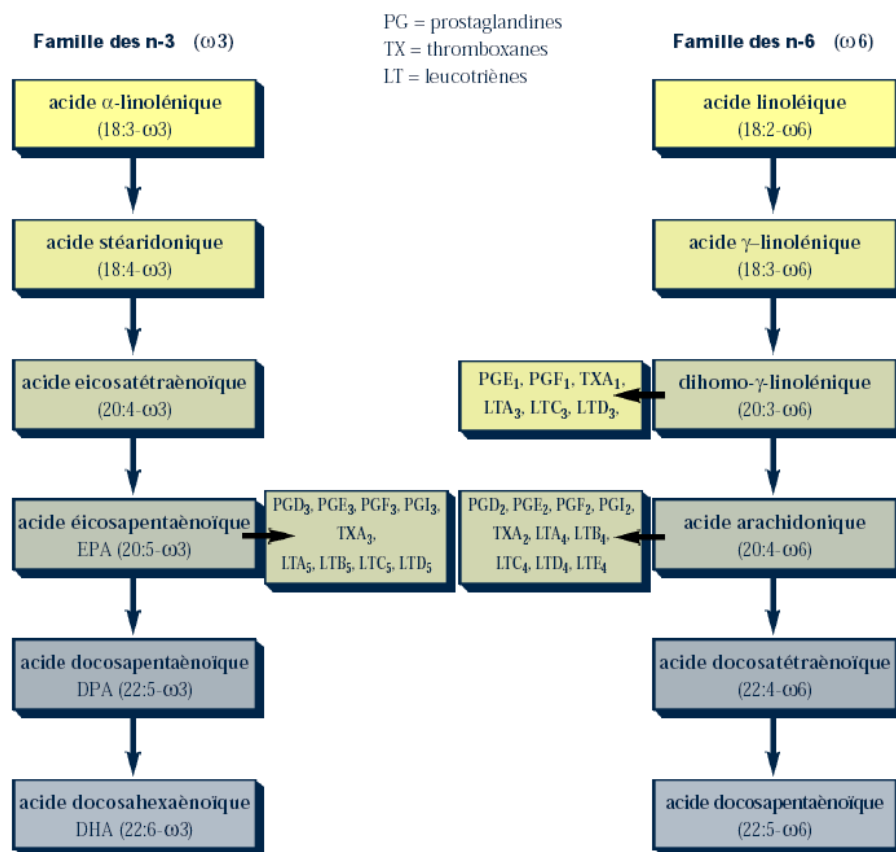 PG = prostaglandines
TX = thromboxanes
LT = leucotriènes
Famille des n-3 (ω3)
acide α-linolénique
(18:3-ω3)
acide stéaridonique
(18:4-ω3)
acide eicosatétraènoïque
(20:4-ω3)
acide éicosapentaènoïque
EPA (20:5-ω3)
PGD₃, PGE₃, PGF₃, PGI₃,
TXA₃,
LTA₅, LTB₅, LTC₅, LTD₅
acide docosapentaènoïque
DPA (22:5-ω3)
acide docosahexaènoïque
DHA (22:6-ω3)
Famille des n-6 (ω6)
acide linoléique
(18:2-ω6)
acide γ-linolénique
(18:3-ω6)
dihomo-γ-linolénique
(20:3-ω6)
PGE₁, PGF₁, TXA₁,
LTA₃, LTC₃, LTD₃,
acide arachidonique
(20:4-ω6)
PGD₂, PGE₂, PGF₂, PGI₂,
TXA₂, LTA₄, LTB₄,
LTC₄, LTD₄, LTE₄
acide docosatétraènoïque
(22:4-ω6)
acide docosapentaènoïque
(22:5-ω6)